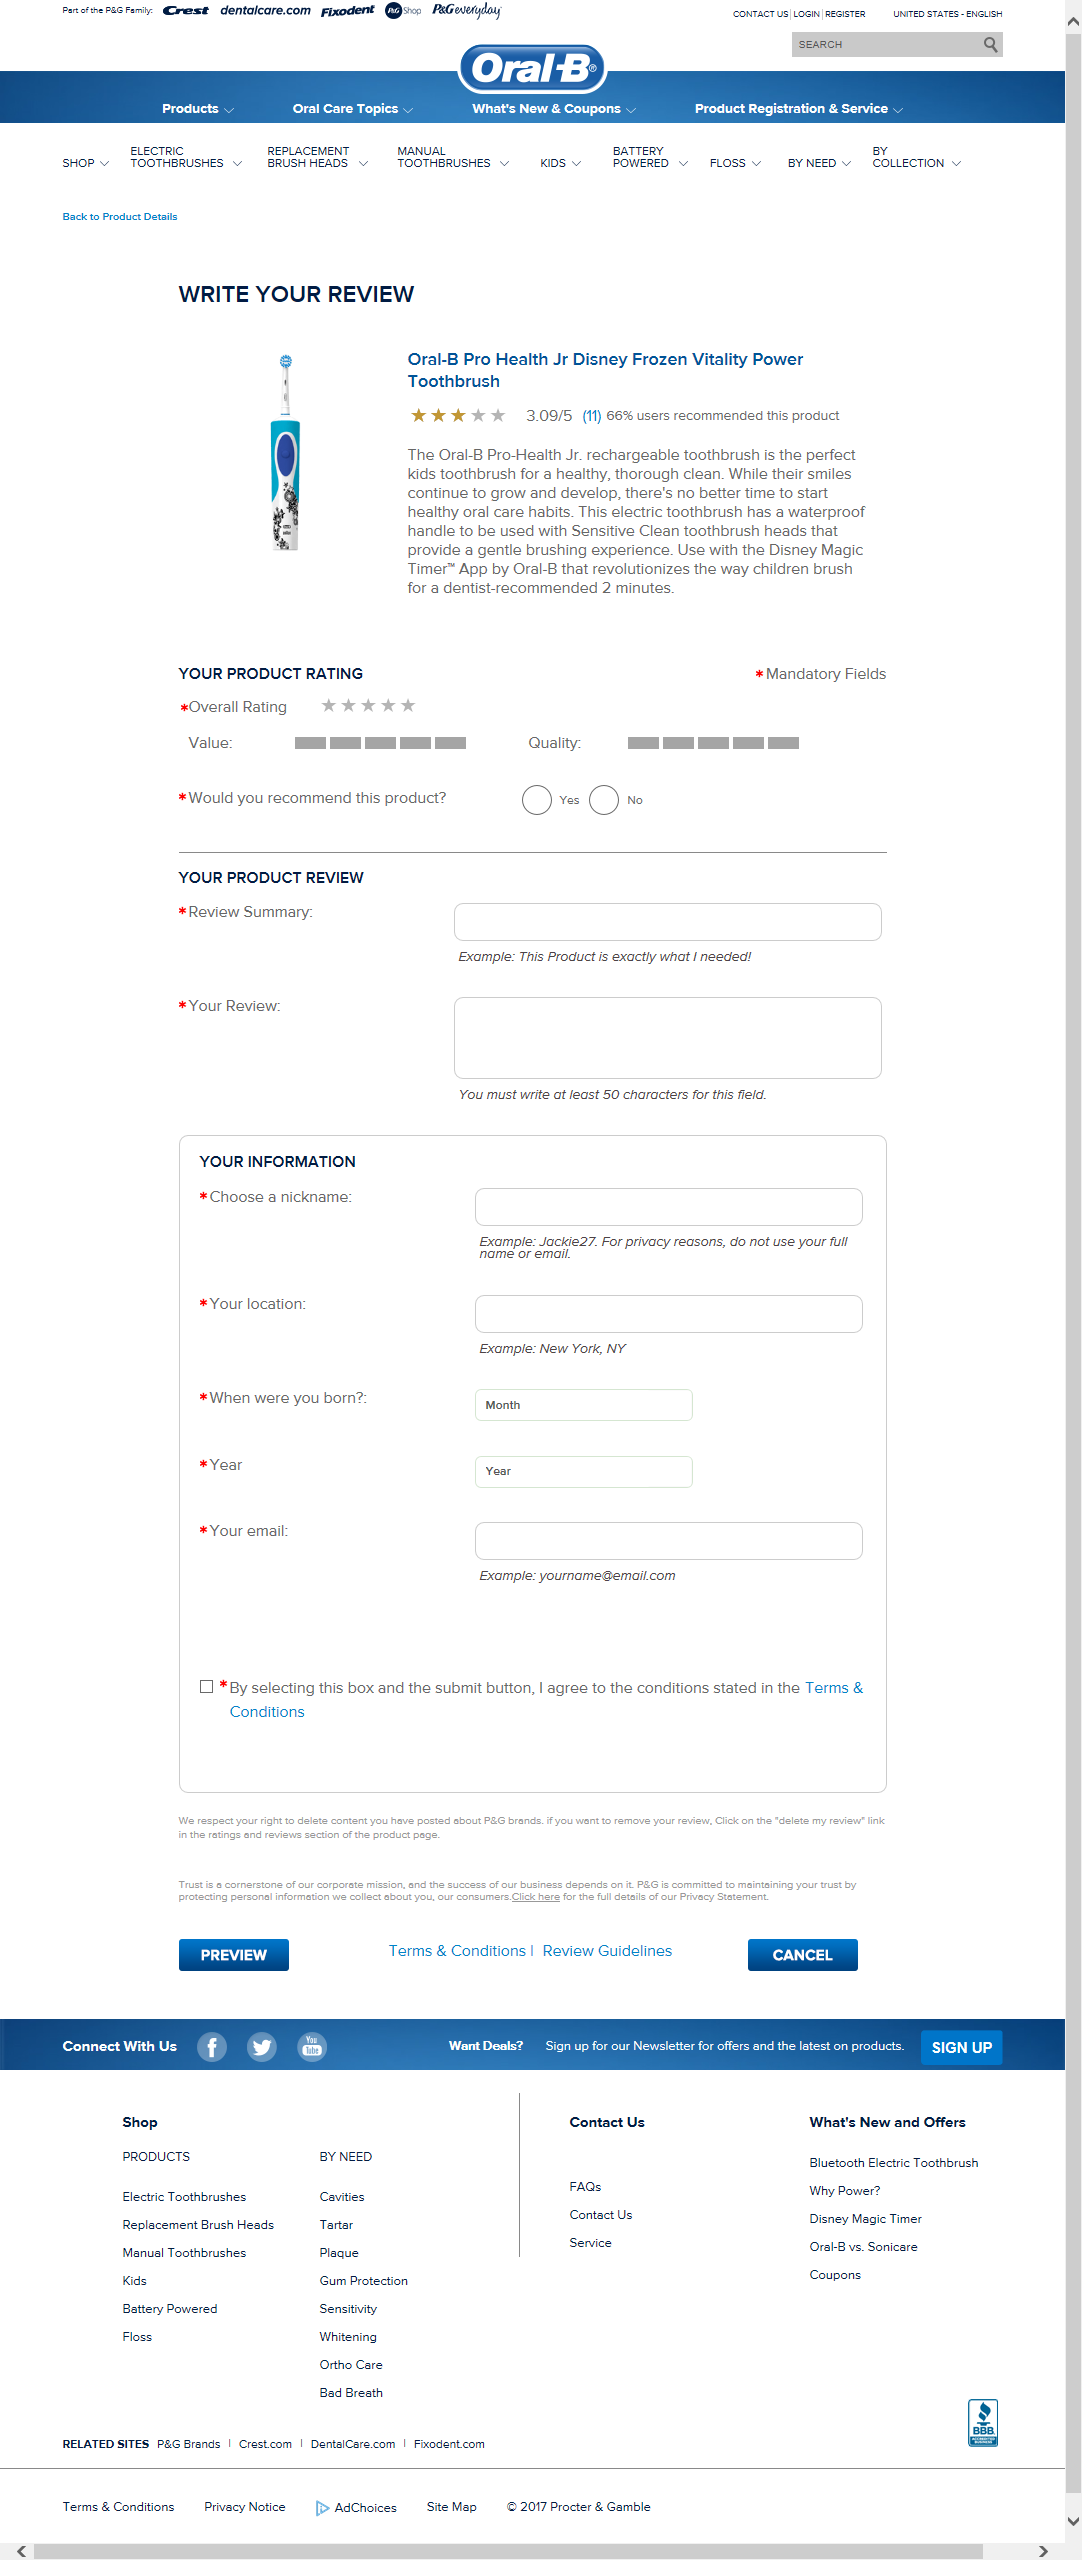 Part of the P&G Family: Crest dentalcare.com Fixodent P&G Shop P&G everyday
CONTACT US | LOGIN | REGISTER UNITED STATES - ENGLISH
SEARCH
Oral-B®
Products Oral Care Topics What's New & Coupons Product Registration & Service
SHOP ELECTRIC TOOTHBRUSHES REPLACEMENT BRUSH HEADS MANUAL TOOTHBRUSHES KIDS BATTERY POWERED FLOSS BY NEED BY COLLECTION
Back to Product Details
WRITE YOUR REVIEW
Oral-B Pro Health Jr Disney Frozen Vitality Power
Toothbrush
3.09/5 (11) 66% users recommended this product
The Oral-B Pro-Health Jr. rechargeable toothbrush is the perfect
kids toothbrush for a healthy, thorough clean. While their smiles
continue to grow and develop, there's no better time to start
healthy oral care habits. This electric toothbrush has a waterproof
handle to be used with Sensitive Clean toothbrush heads that
provide a gentle brushing experience. Use with the Disney Magic
Timer™ App by Oral-B that revolutionizes the way children brush
for a dentist-recommended 2 minutes.
YOUR PRODUCT RATING * Mandatory Fields
*Overall Rating
Value: Quality:
*Would you recommend this product? Yes No
YOUR PRODUCT REVIEW
*Review Summary:
Example: This Product is exactly what I needed!
*Your Review:
You must write at least 50 characters for this field.
YOUR INFORMATION
*Choose a nickname:
Example: Jackie27. For privacy reasons, do not use your full
name or email.
*Your location:
Example: New York, NY
*When were you born?: Month
*Year Year
*Your email:
Example: yourname@email.com
*By selecting this box and the submit button, I agree to the conditions stated in the Terms &
Conditions
We respect your right to delete content you have posted about P&G brands. if you want to remove your review, Click on the "delete my review" link
in the ratings and reviews section of the product page.
Trust is a cornerstone of our corporate mission, and the success of our business depends on it. P&G is committed to maintaining your trust by
protecting personal information we collect about you, our consumers.Click here for the full details of our Privacy Statement.
PREVIEW Terms & Conditions | Review Guidelines CANCEL
Connect With Us You Tube Want Deals? Sign up for our Newsletter for offers and the latest on products. SIGN UP
Shop Contact Us What's New and Offers
PRODUCTS
Electric Toothbrushes
Replacement Brush Heads
Manual Toothbrushes
Kids
Battery Powered
Floss
BY NEED
Cavities
Tartar
Plaque
Gum Protection
Sensitivity
Whitening
Ortho Care
Bad Breath
FAQs
Contact Us
Service
Bluetooth Electric Toothbrush
Why Power?
Disney Magic Timer
Oral-B vs. Sonicare
Coupons
BBB
ACCREDITED
BUSINESS
RELATED SITES P&G Brands | Crest.com | DentalCare.com | Fixodent.com
Terms & Conditions Privacy Notice AdChoices Site Map © 2017 Procter & Gamble